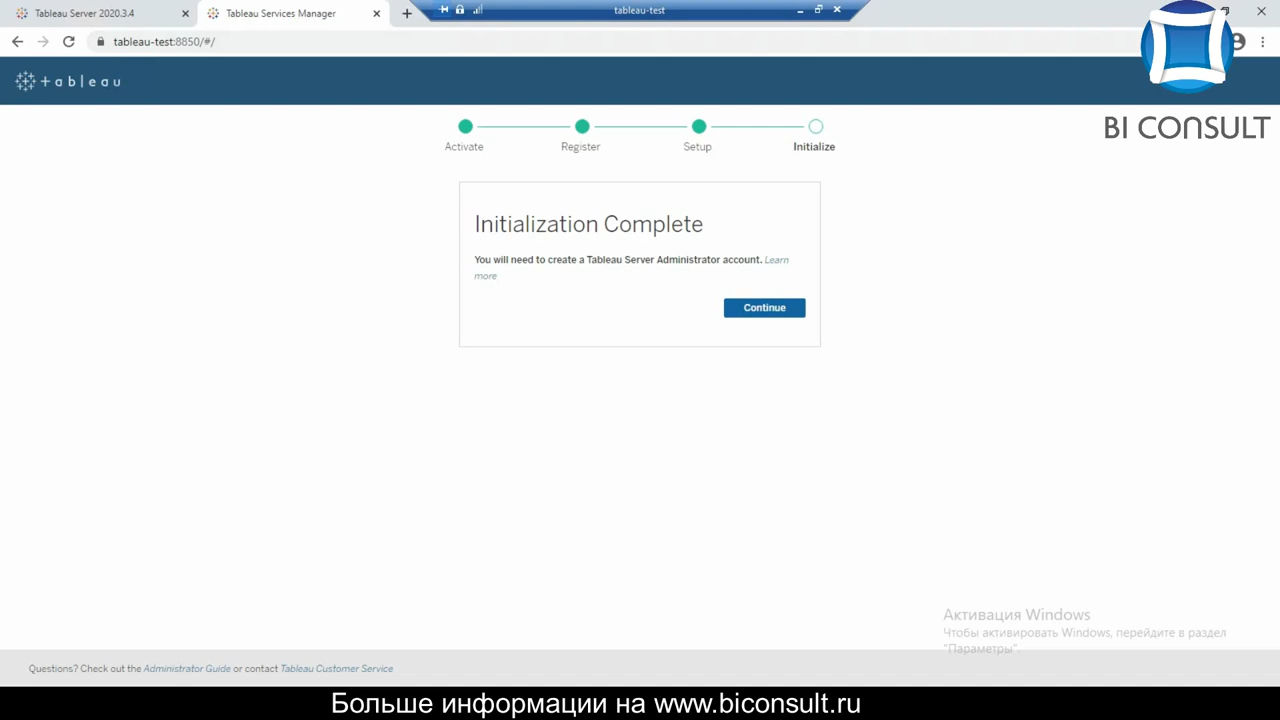 Tableau Server 2020.3.4
Tableau Services Manager
tableau-test
tableau-test:8850/#/
+ableau
BI CONSULT
Activate
Register
Setup
Initialize
Initialization Complete
You will need to create a Tableau Server Administrator account. Learn
more
Continue
Активация Windows
Чтобы активировать Windows, перейдите в раздел
"Параметры".
Questions? Check out the Administrator Guide or contact Tableau Customer Service
Больше информации на www.biconsult.ru